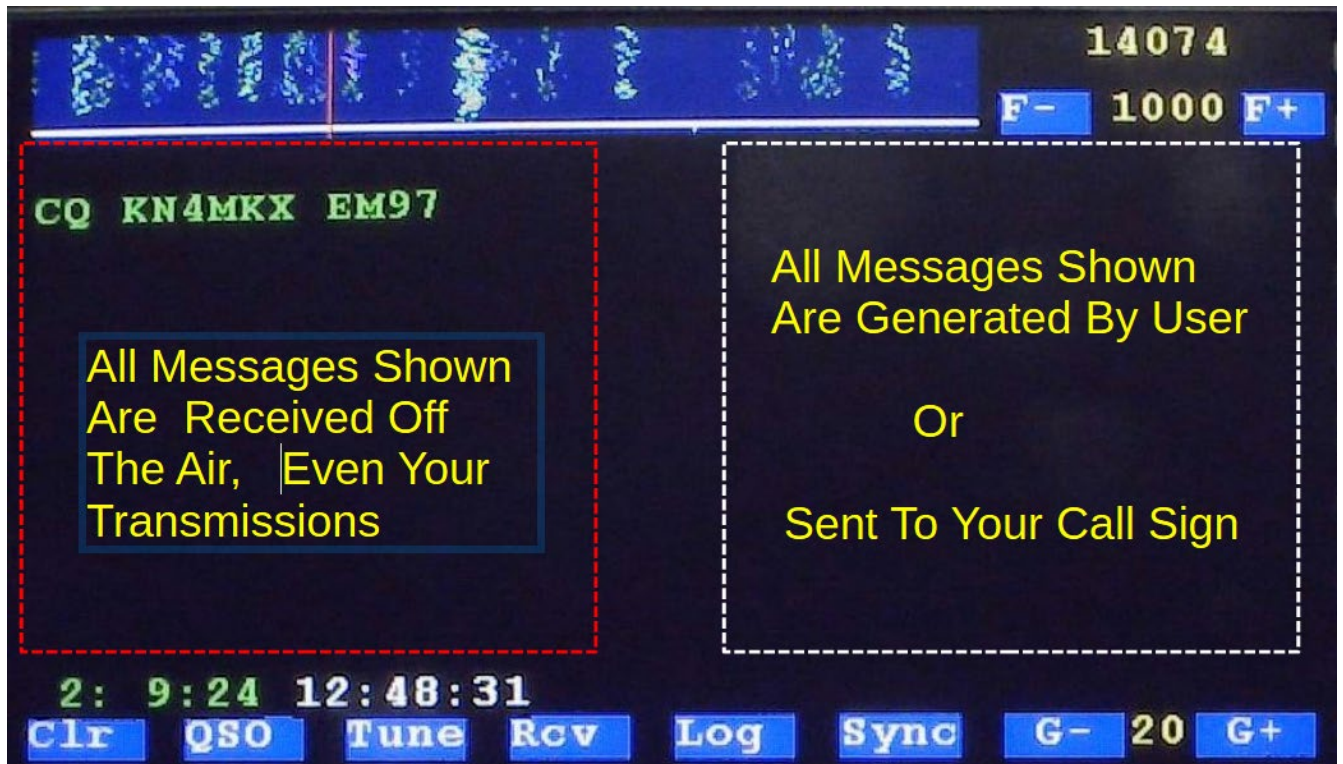 14074
F- 1000 F+
CQ KN4MKX EM97
All Messages Shown
Are Received Off
The Air, Even Your
Transmissions
All Messages Shown
Are Generated By User
Or
Sent To Your Call Sign
2: 9:24 12:48:31
Clr QSO Tune Rcv Log Sync G- 20 G+